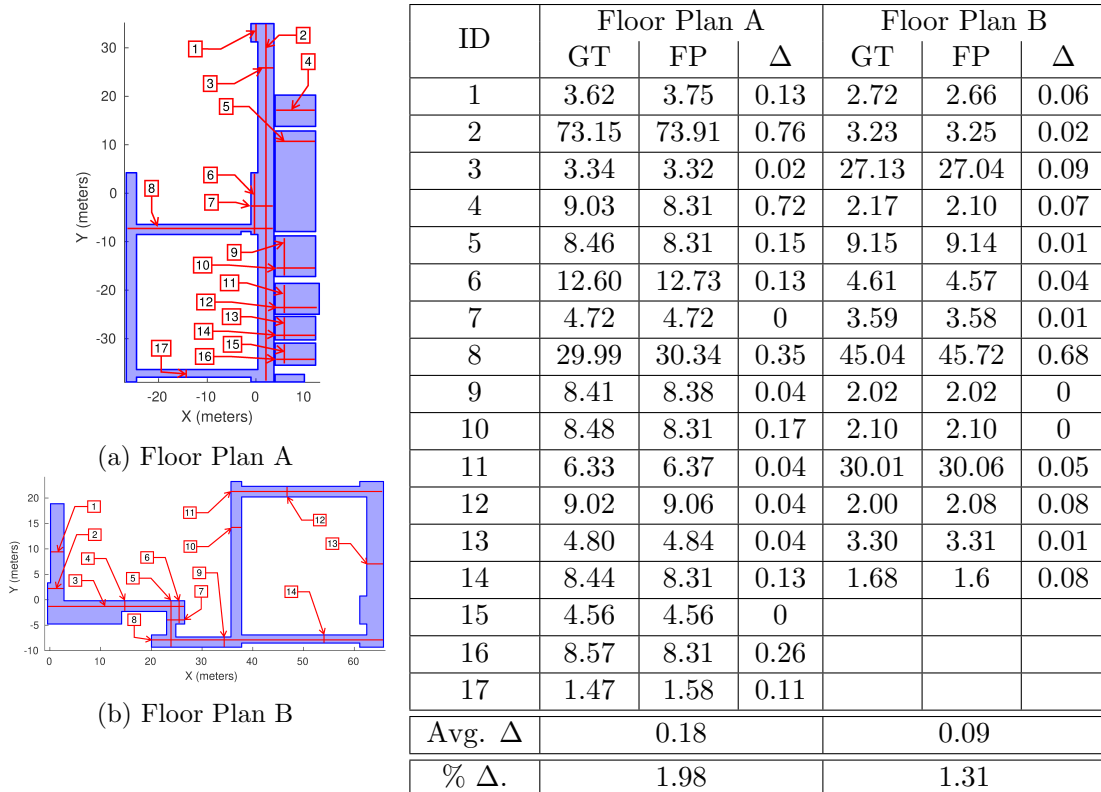 30
20
10
0
-10
-20
-30
Y (meters)
1
2
3
4
5
6
7
8
9
10
11
12
13
14
15
16
17
-20 -10 0 10
X (meters)
(a) Floor Plan A
20
15
10
5
0
-5
-10
Y (meters)
1
2
3
4
5
6
7
8
9
10
11
12
13
14
0 10 20 30 40 50 60
X (meters)
(b) Floor Plan B
ID Floor Plan A Floor Plan B
GT FP Δ GT FP Δ
1 3.62 3.75 0.13 2.72 2.66 0.06
2 73.15 73.91 0.76 3.23 3.25 0.02
3 3.34 3.32 0.02 27.13 27.04 0.09
4 9.03 8.31 0.72 2.17 2.10 0.07
5 8.46 8.31 0.15 9.15 9.14 0.01
6 12.60 12.73 0.13 4.61 4.57 0.04
7 4.72 4.72 0 3.59 3.58 0.01
8 29.99 30.34 0.35 45.04 45.72 0.68
9 8.41 8.38 0.04 2.02 2.02 0
10 8.48 8.31 0.17 2.10 2.10 0
11 6.33 6.37 0.04 30.01 30.06 0.05
12 9.02 9.06 0.04 2.00 2.08 0.08
13 4.80 4.84 0.04 3.30 3.31 0.01
14 8.44 8.31 0.13 1.68 1.6 0.08
15 4.56 4.56 0
16 8.57 8.31 0.26
17 1.47 1.58 0.11
Avg. Δ 0.18 0.09
% Δ. 1.98 1.31